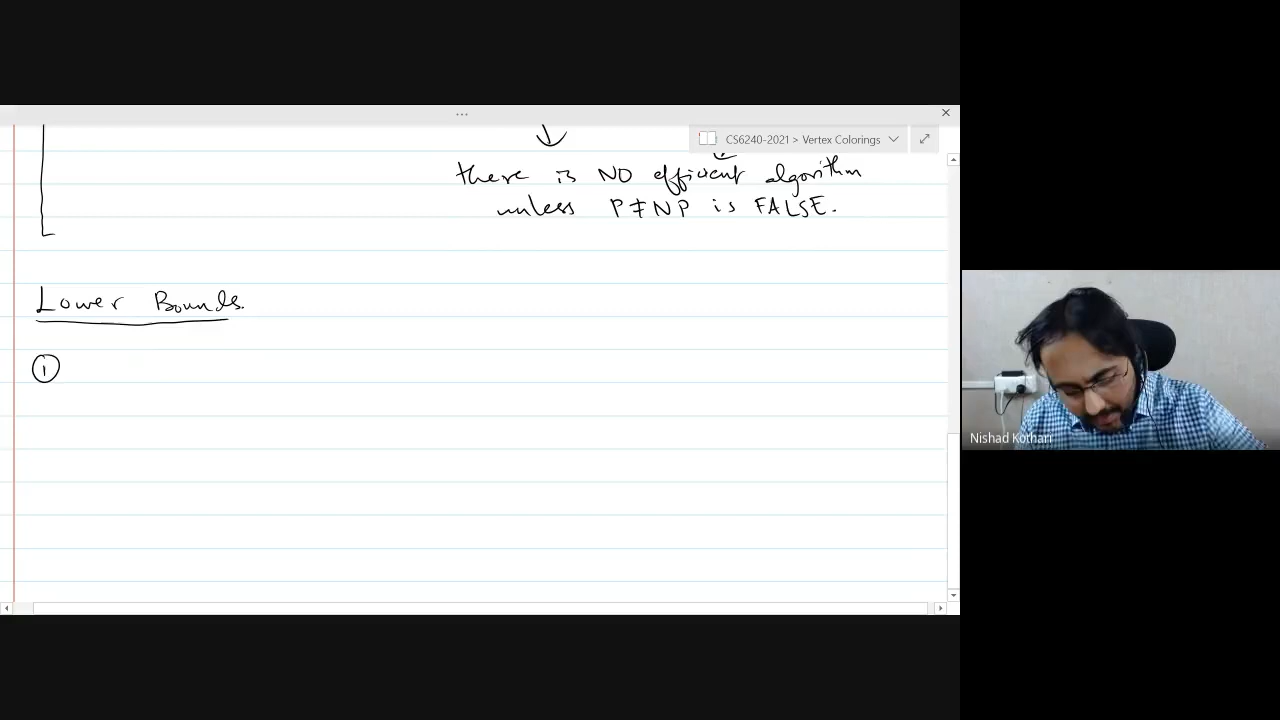 CS6240-2021 > Vertex Colorings
there is NO efficient algorithm
unless P≠NP is FALSE.
Lower Bounds.
①
Nishad Kothari